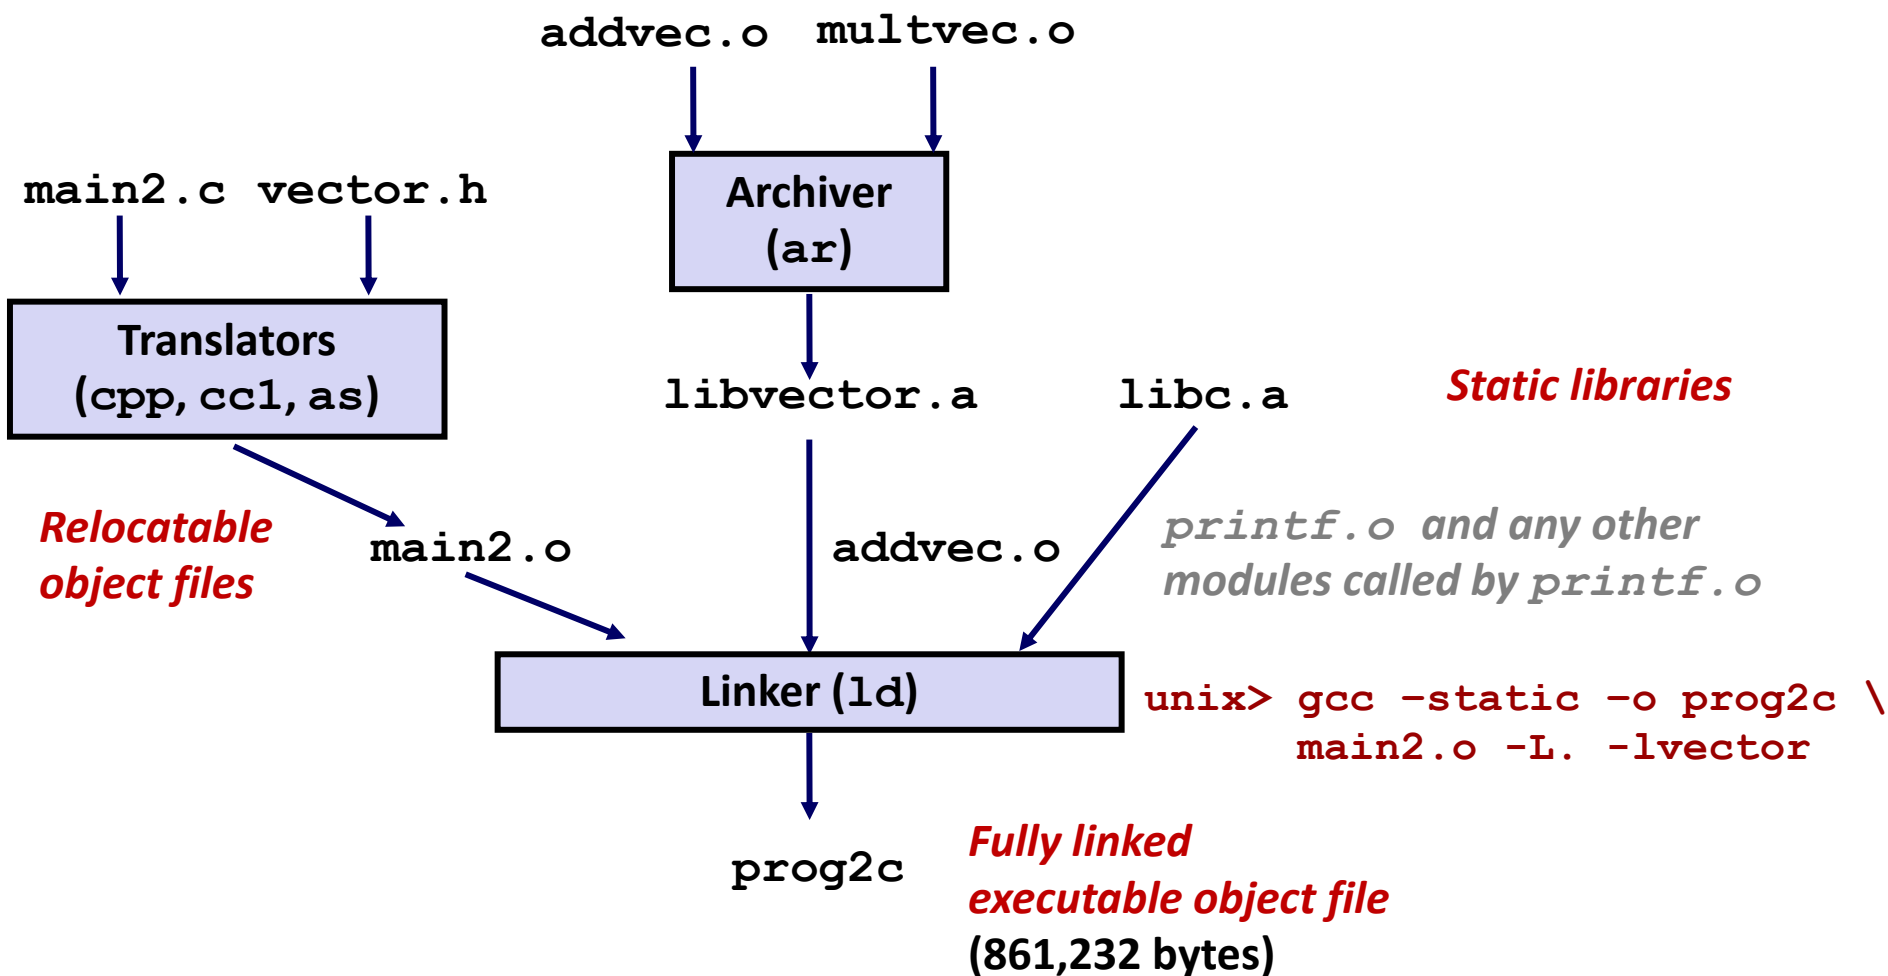 addvec.o multvec.o
main2.c vector.h
Archiver
(ar)
Translators
(cpp, cc1, as)
libvector.a
libc.a
Static libraries
Relocatable
object files
main2.o
addvec.o
printf.o and any other
modules called by printf.o
Linker (ld)
unix> gcc –static –o prog2c \
main2.o -L. -lvector
prog2c
Fully linked
executable object file
(861,232 bytes)